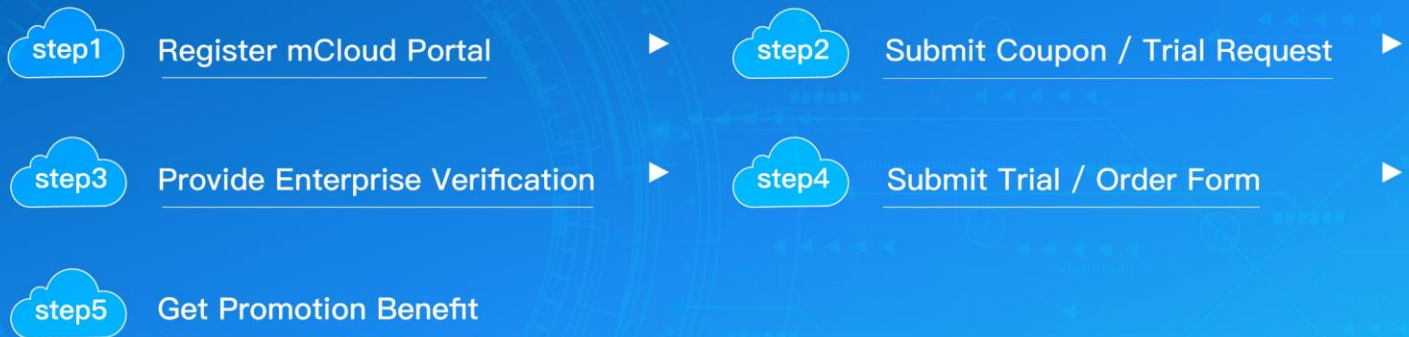 step1 Register mCloud Portal
step2 Submit Coupon / Trial Request
step3 Provide Enterprise Verification
step4 Submit Trial / Order Form
step5 Get Promotion Benefit